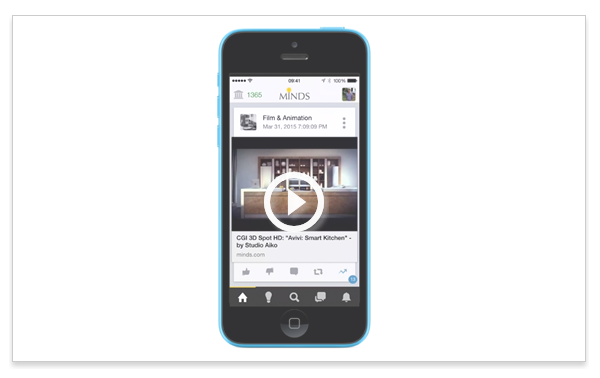 09:41
100%
1365
MINDS
Film & Animation
Mar 31, 2015 7:09:59 PM
CGI 3D Spot HD: "Avivi: Smart Kitchen" -
by Studio Aiko
minds.com